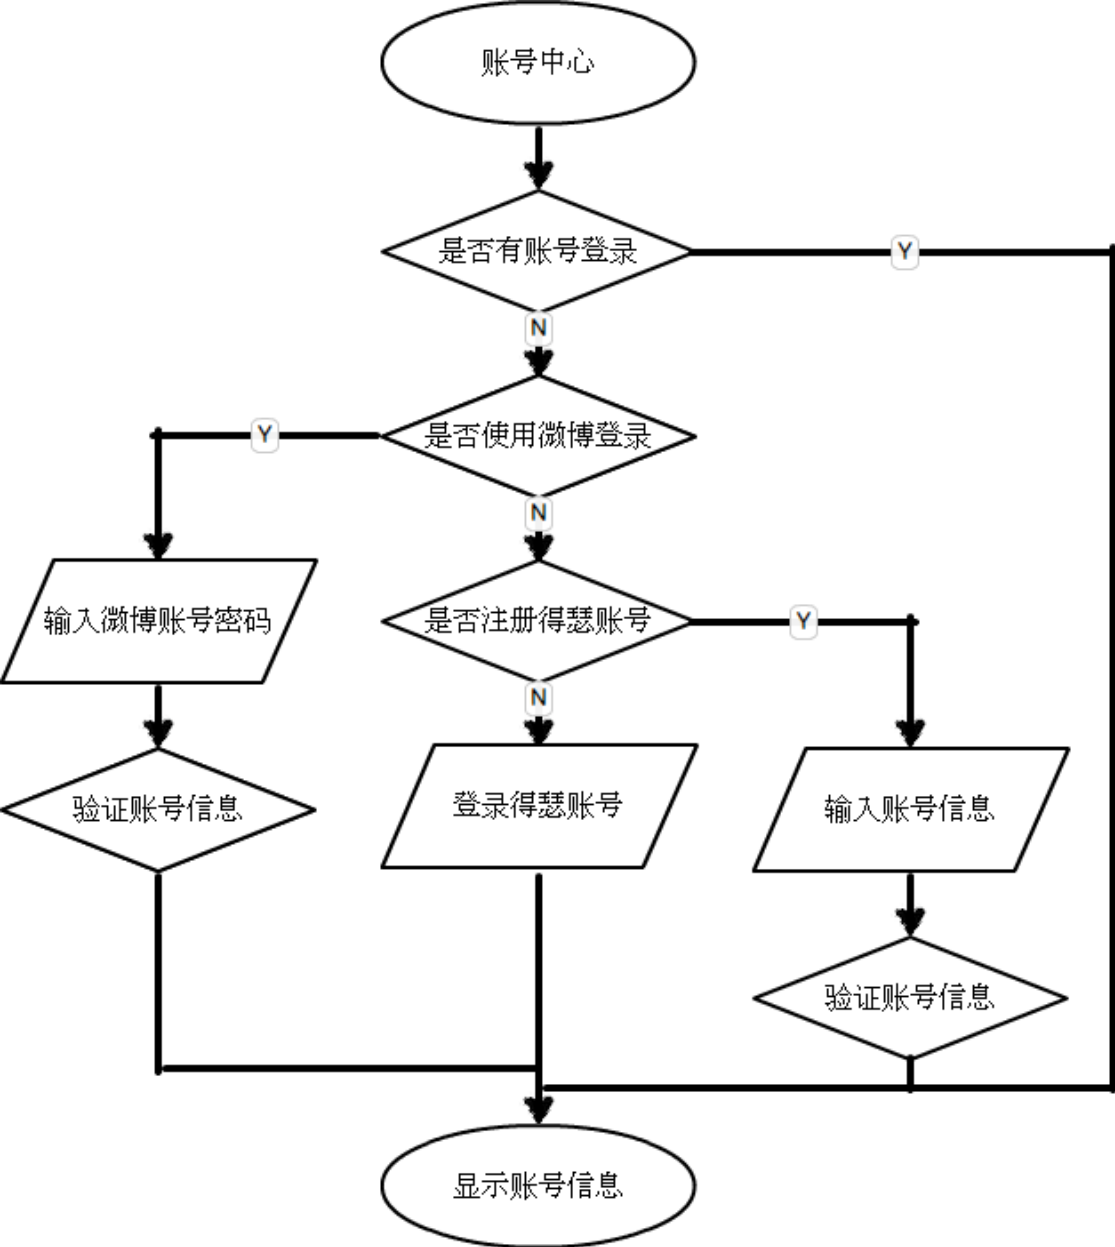 账号中心
是否有账号登录
Y
N
是否使用微博登录
Y
N
输入微博账号密码
是否注册得瑟账号
Y
N
验证账号信息
登录得瑟账号
输入账号信息
验证账号信息
显示账号信息